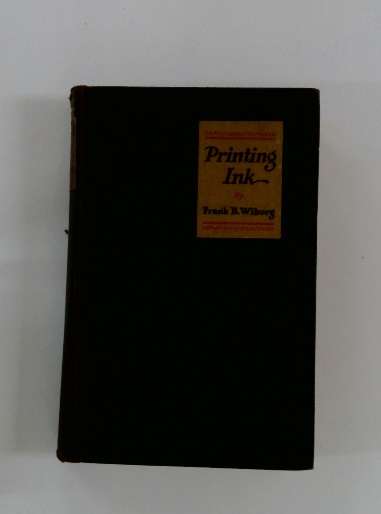 Printing
Ink
by
Frank B. Wiborg